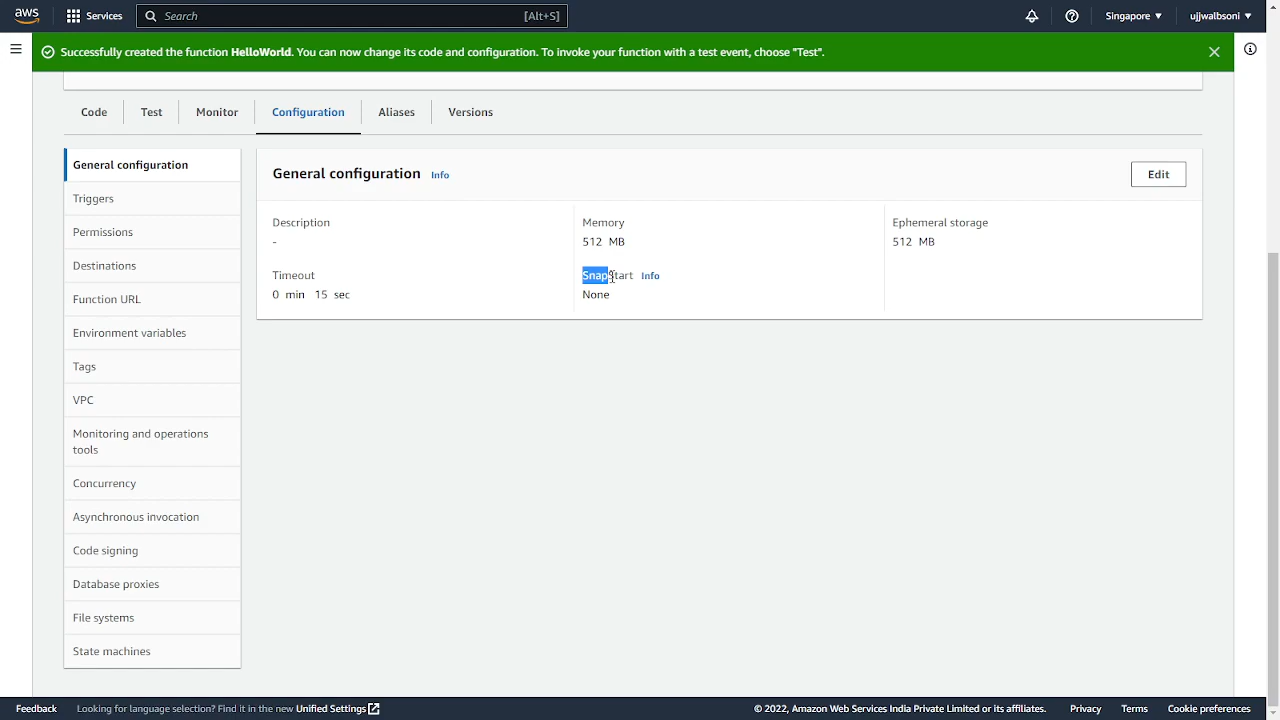 aws Services Search [Alt+S] Singapore ▼ ujjwalbsoni ▼
Successfully created the function HelloWorld. You can now change its code and configuration. To invoke your function with a test event, choose "Test".
Code Test Monitor Configuration Aliases Versions
General configuration
Triggers
Permissions
Destinations
Function URL
Environment variables
Tags
VPC
Monitoring and operations
tools
Concurrency
Asynchronous invocation
Code signing
Database proxies
File systems
State machines
General configuration Info Edit
Description
-
Timeout
0 min 15 sec
Memory
512 MB
SnapStart Info
None
Ephemeral storage
512 MB
Feedback Looking for language selection? Find it in the new Unified Settings © 2022, Amazon Web Services India Private Limited or its affiliates. Privacy Terms Cookie preferences